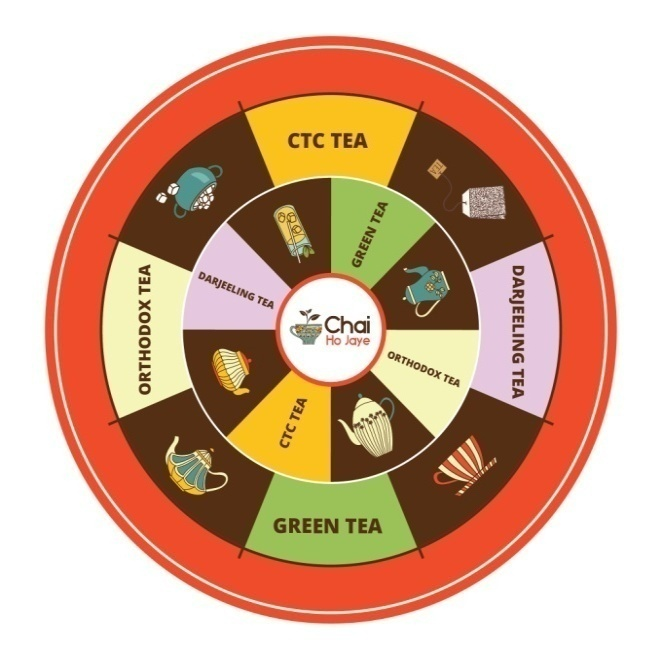 CTC TEA
GREEN TEA
DARJEELING TEA
ORTHODOX TEA
DARJEELING TEA
Chai
Ho Jaye
ORTHODOX TEA
CTC TEA
GREEN TEA